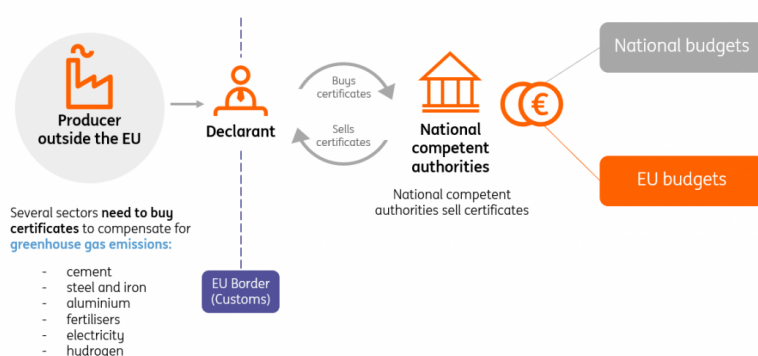 Producer
outside the EU
Declarant
Buys
certificates
Sells
certificates
National
competent
authorities
National competent
authorities sell certificates
€
National budgets
EU budgets
Several sectors need to buy
certificates to compensate for
greenhouse gas emissions:
- cement
- steel and iron
- aluminium
- fertilisers
- electricity
- hydrogen
EU Border
(Customs)